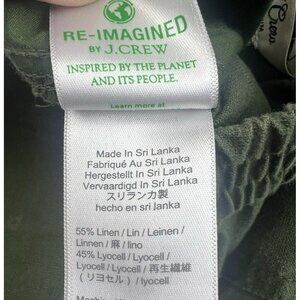 RE-IMAGINED
BY J.CREW
INSPIRED BY THE PLANET
AND ITS PEOPLE.
Learn more at
Made In Sri Lanka
Fabriqué Au Sri Lanka
Hergestellt In Sri Lanka
Vervaardigd In Sri Lanka
スリランカ製
hecho en sri lanka
55% Linen / Lin / Leinen /
Linnen / 麻 / lino
45% Lyocell / Lyocell /
Lyocell / Lyocell / 再生繊維
(リヨセル) / lyocell
Crew